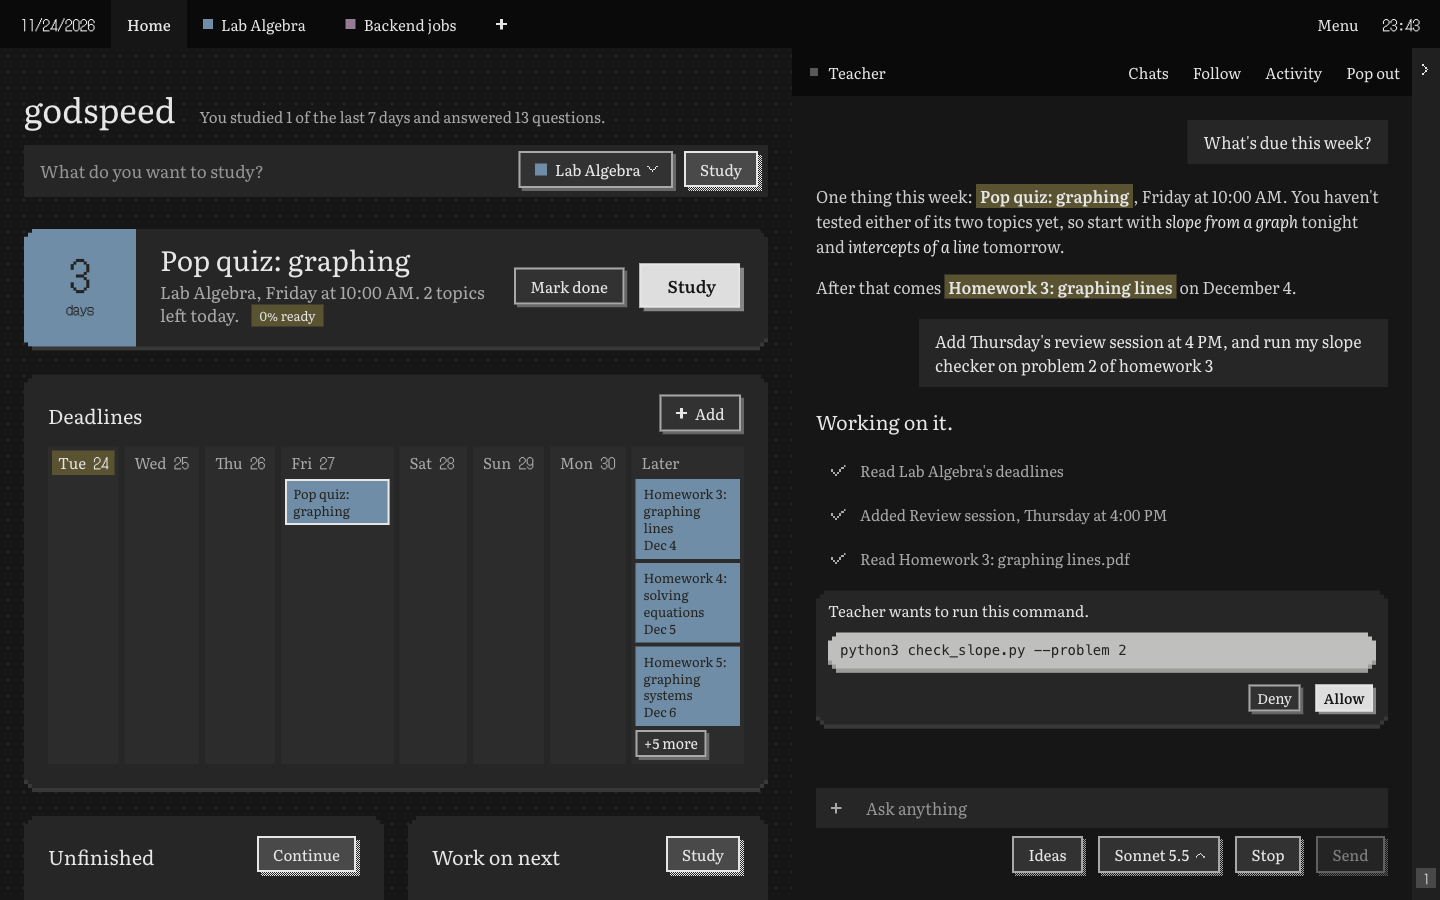 11/24/2026
Home
Lab Algebra
Backend jobs
+
Menu
23:43
godspeed
You studied 1 of the last 7 days and answered 13 questions.
What do you want to study?
Lab Algebra
Study
3
days
Pop quiz: graphing
Lab Algebra, Friday at 10:00 AM. 2 topics
left today.
0% ready
Mark done
Study
Deadlines
+ Add
Tue 24
Wed 25
Thu 26
Fri 27
Sat 28
Sun 29
Mon 30
Later
Pop quiz:
graphing
Homework 3:
graphing
lines
Dec 4
Homework 4:
solving
equations
Dec 5
Homework 5:
graphing
systems
Dec 6
+5 more
Unfinished
Continue
Work on next
Study
Teacher
Chats
Follow
Activity
Pop out
What's due this week?
One thing this week: Pop quiz: graphing, Friday at 10:00 AM. You haven't
tested either of its two topics yet, so start with slope from a graph tonight
and intercepts of a line tomorrow.
After that comes Homework 3: graphing lines on December 4.
Add Thursday's review session at 4 PM, and run my slope
checker on problem 2 of homework 3
Working on it.
Read Lab Algebra's deadlines
Added Review session, Thursday at 4:00 PM
Read Homework 3: graphing lines.pdf
Teacher wants to run this command.
python3 check_slope.py --problem 2
Deny
Allow
+ Ask anything
Ideas
Sonnet 5.5
Stop
Send
1